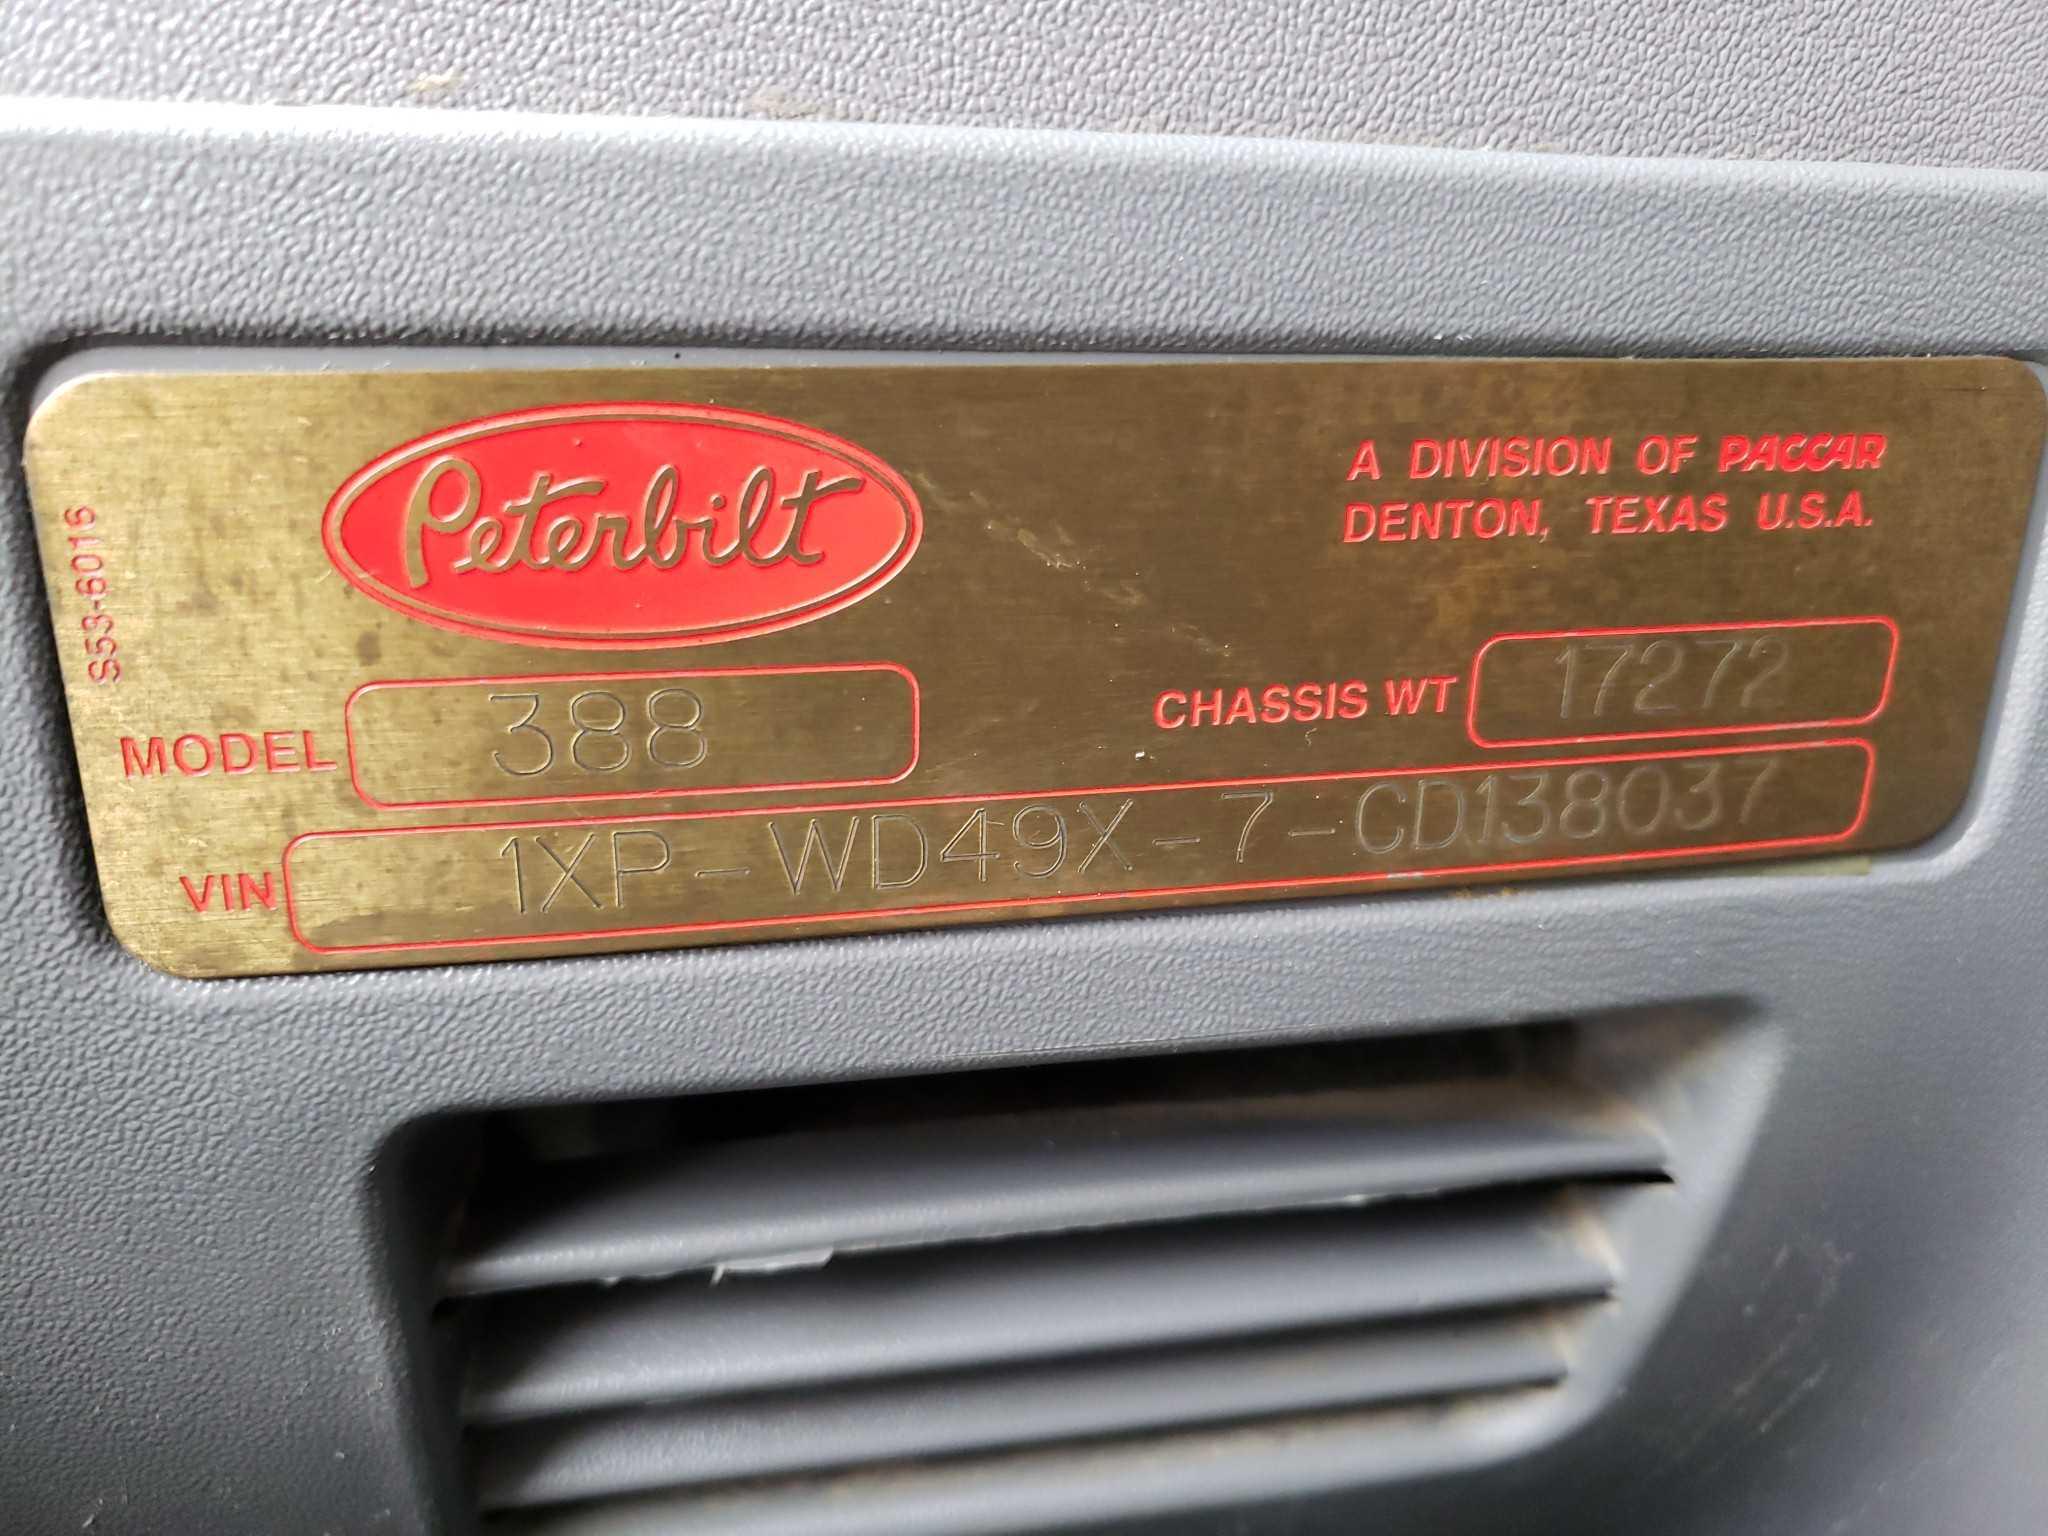 Peterbilt
A DIVISION OF PACCAR
DENTON, TEXAS U.S.A.
S53-6016
MODEL 388
CHASSIS WT 17272
VIN 1XP-WD49X-7-CD138037